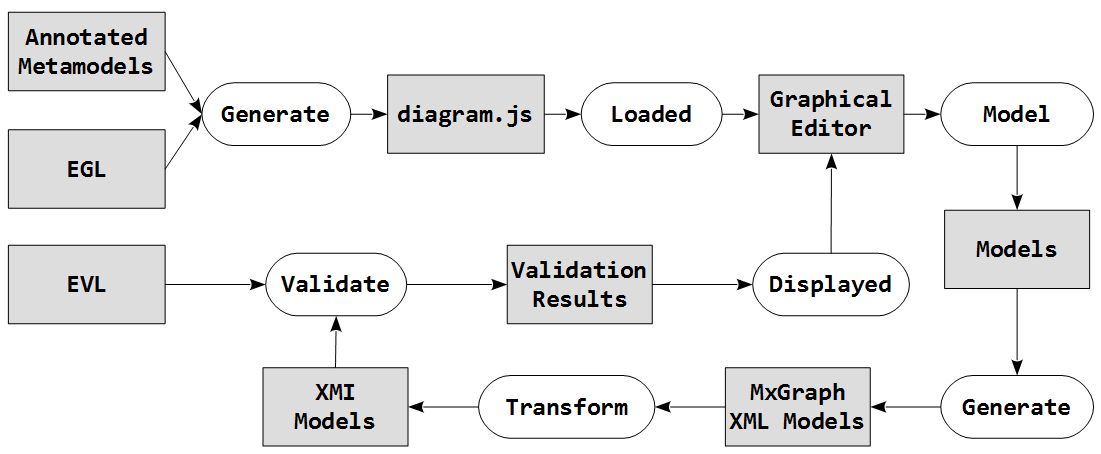 Annotated
Metamodels
Generate
diagram.js
Loaded
Graphical
Editor
Model
EGL
Models
EVL
Validate
Validation
Results
Displayed
XMI
Models
Transform
MxGraph
XML Models
Generate